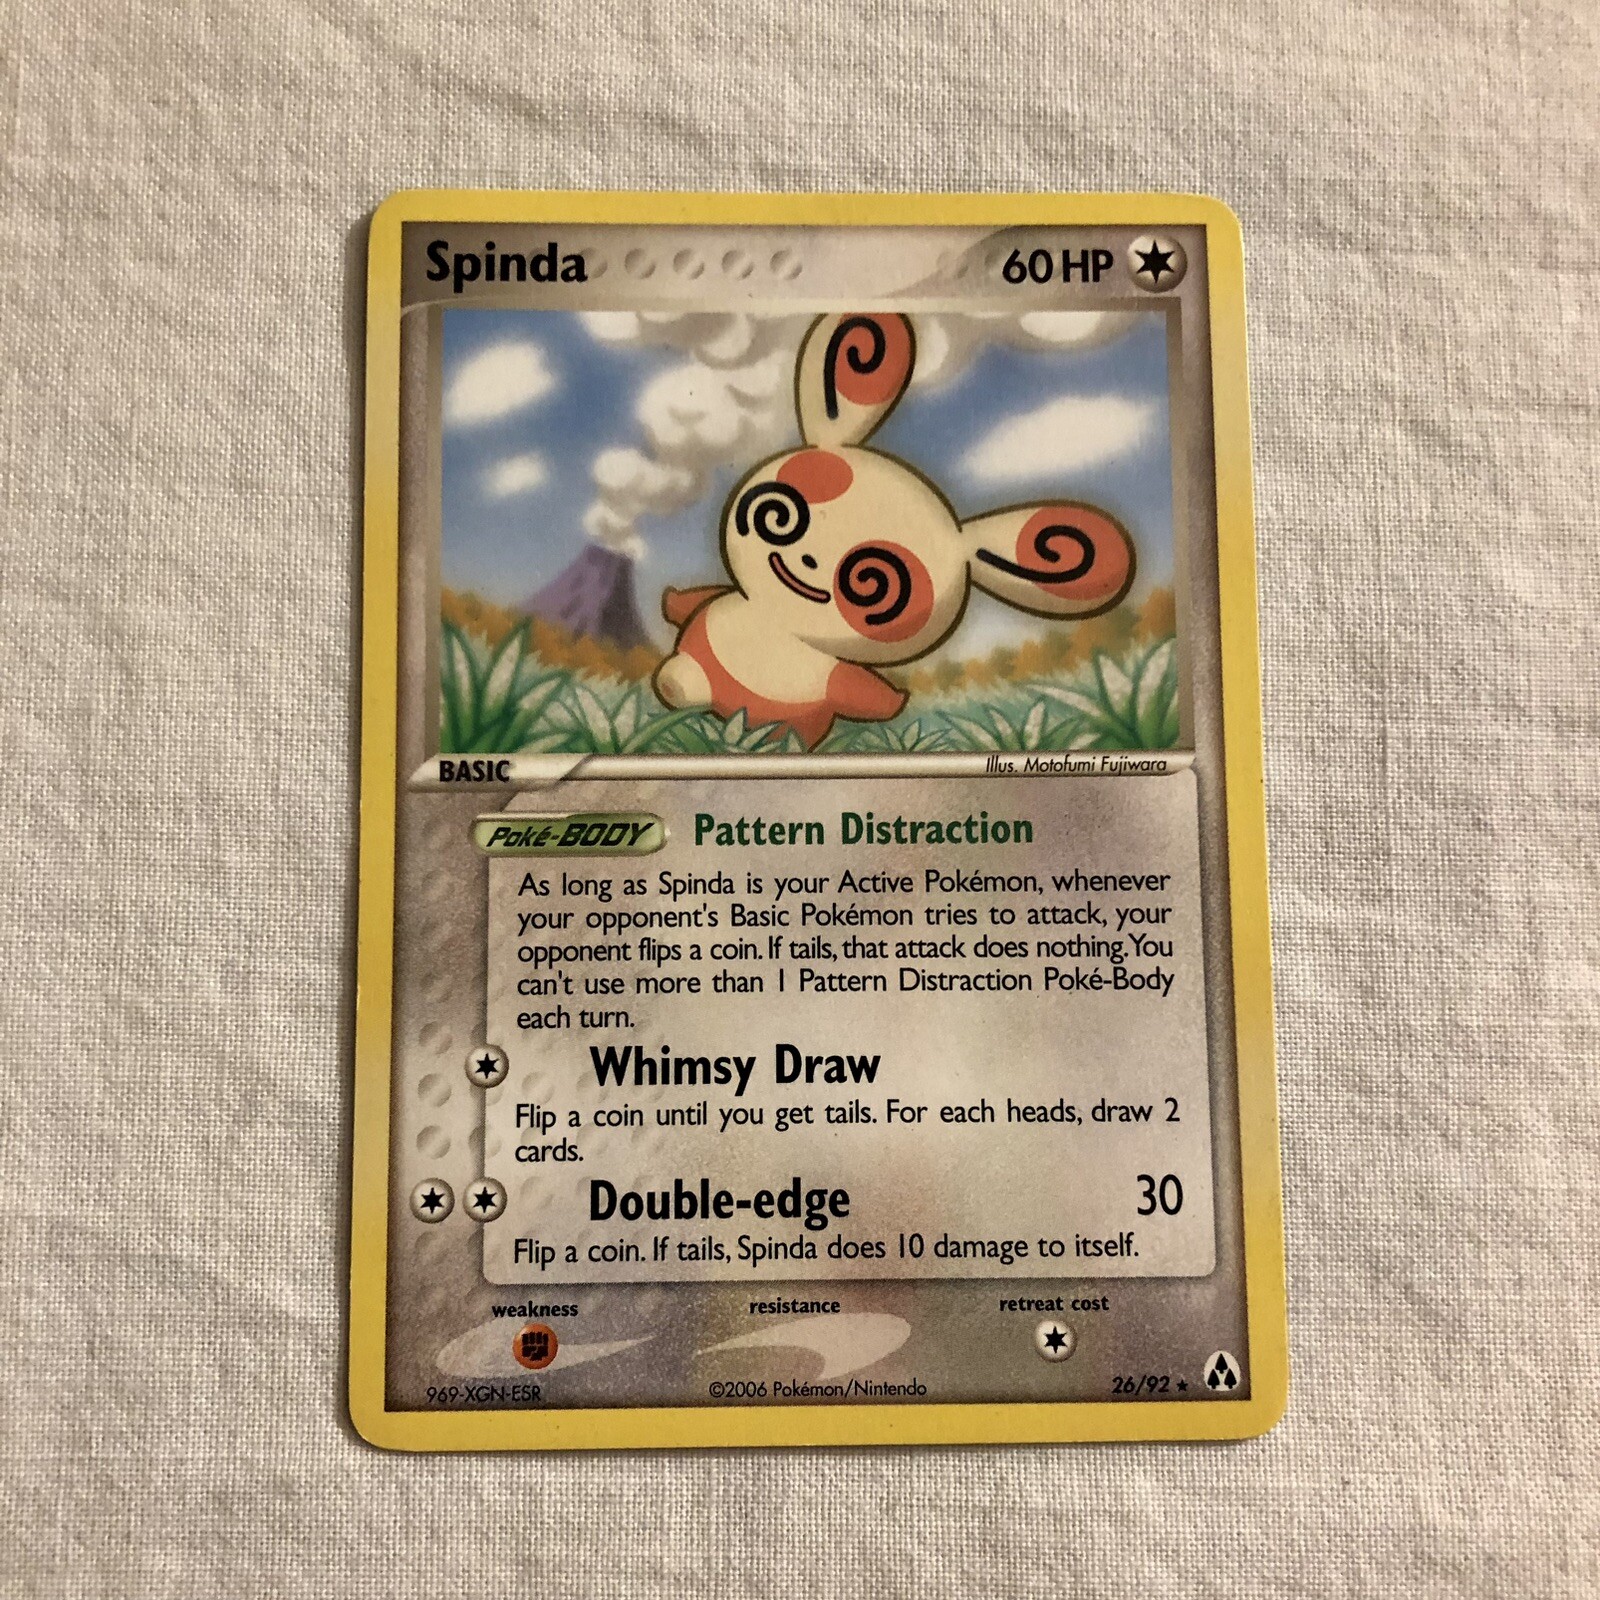 Spinda 60 HP
BASIC Illus. Motofumi Fujiwara
Poké-BODY Pattern Distraction
As long as Spinda is your Active Pokémon, whenever
your opponent's Basic Pokémon tries to attack, your
opponent flips a coin. If tails, that attack does nothing. You
can't use more than 1 Pattern Distraction Poké-Body
each turn.
Whimsy Draw
Flip a coin until you get tails. For each heads, draw 2
cards.
Double-edge 30
Flip a coin. If tails, Spinda does 10 damage to itself.
weakness resistance retreat cost
969-XGN-E5R ©2006 Pokémon/Nintendo 26/92 ★